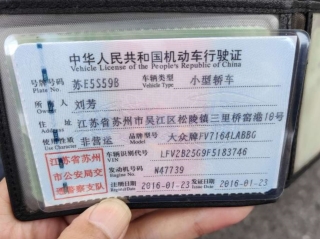 中华人民共和国机动车行驶证
Vehicle License of the People's Republic of China
号牌号码 苏E5S59B 车辆类型 小型轿车
Plate No. Vehicle Type
所有人 刘芳
Owner
住址 江苏省苏州市吴江区松陵镇三里桥窑港18号
Address
使用性质 非营运 品牌型号 大众牌FV7164LABBG
Use Character Model
江苏省苏州市公安局交 车辆识别代号 LFV2B25G9F5183746
VIN
发动机号码 W47739
Engine No.
注册日期 2016-01-23 发证日期 2016-01-23
Register Date Issue Date